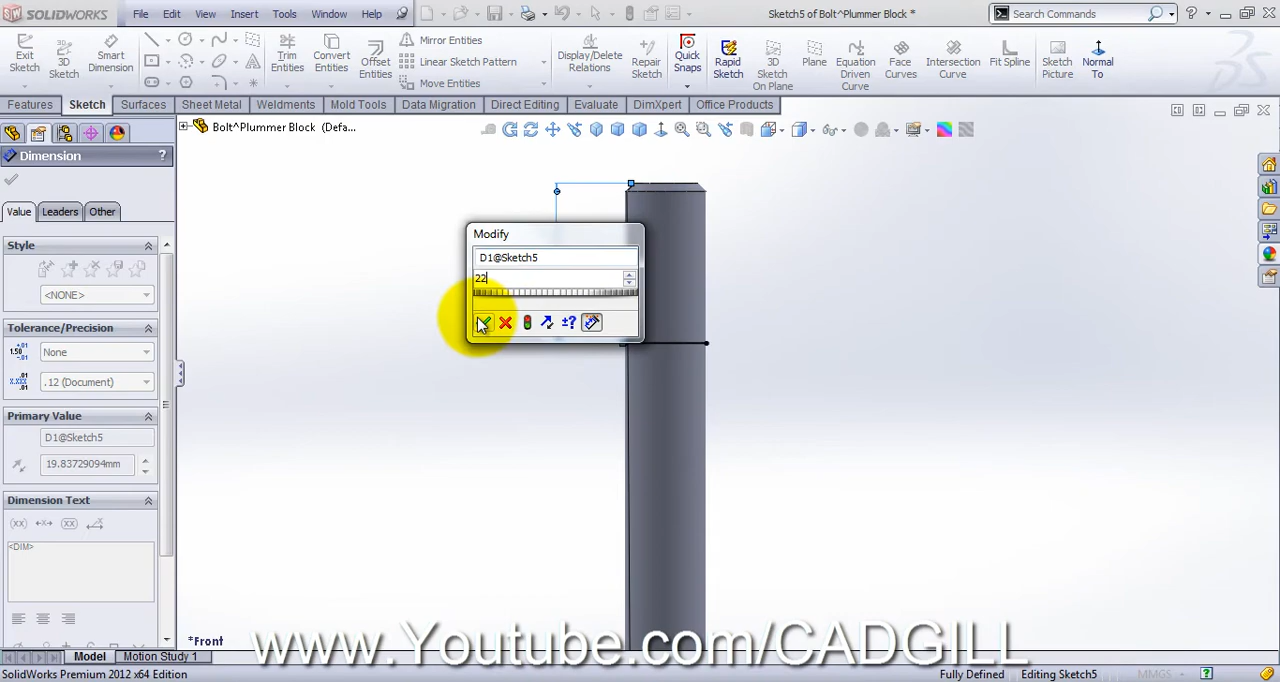 SOLIDWORKS File Edit View Insert Tools Window Help Sketch5 of Bolt^Plummer Block * Search Commands
Exit Sketch
3D Sketch
Smart Dimension
Trim Entities
Convert Entities
Offset Entities
Mirror Entities
Linear Sketch Pattern
Move Entities
Display/Delete Relations
Repair Sketch
Quick Snaps
Rapid Sketch
3D Sketch On Plane
Plane
Equation Driven Curve
Face Curves
Intersection Curve
Fit Spline
Sketch Picture
Normal To
Features Sketch Surfaces Sheet Metal Weldments Mold Tools Data Migration Direct Editing Evaluate DimXpert Office Products
Bolt^Plummer Block (Defa...
Dimension ?
Value Leaders Other
Style
<NONE>
Tolerance/Precision
None
.12 (Document)
Primary Value
D1@Sketch5
19.83729094mm
Dimension Text
<DIM>
Modify
D1@Sketch5
22
*Front
www.Youtube.com/CADGILL
Model Motion Study 1
SolidWorks Premium 2012 x64 Edition Fully Defined Editing Sketch5 MMGS